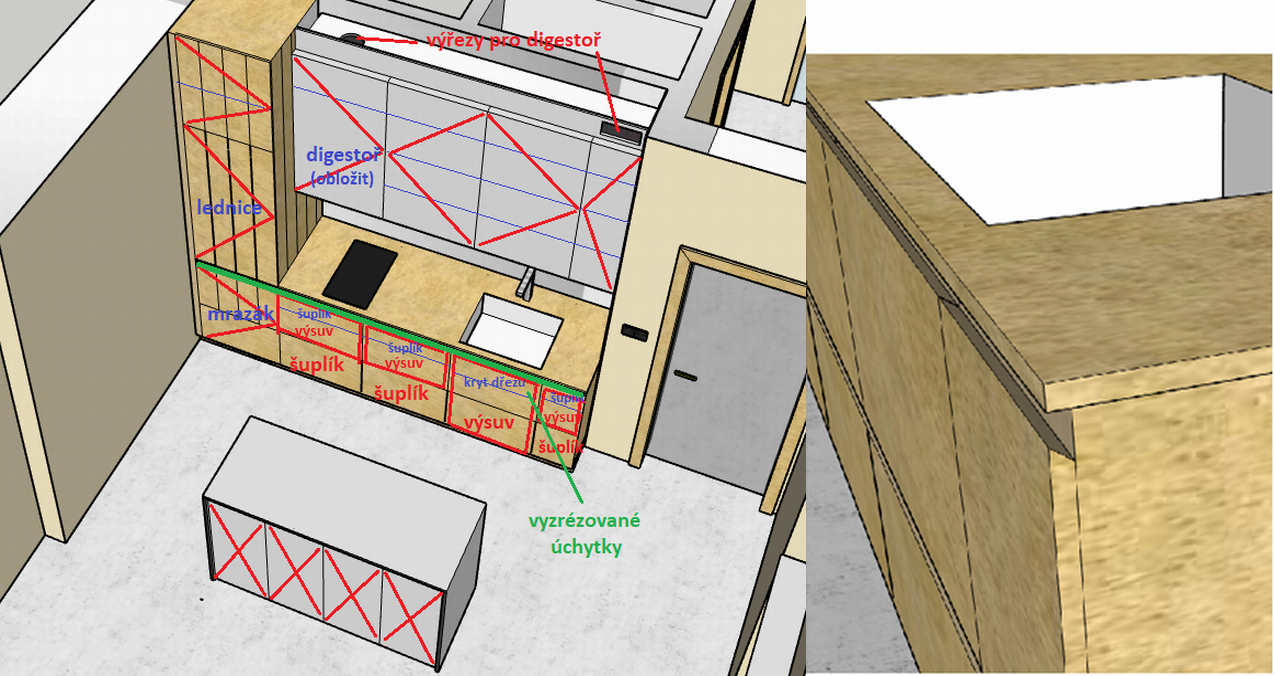 výřezy pro digestoř
digestoř
(obložit)
lednice
mrazák
šuplík
výsuv
šuplík
šuplík
výsuv
šuplík
kryt dřezu
výsuv
šuplík
výsuv
šuplík
vyzrézované
úchytky